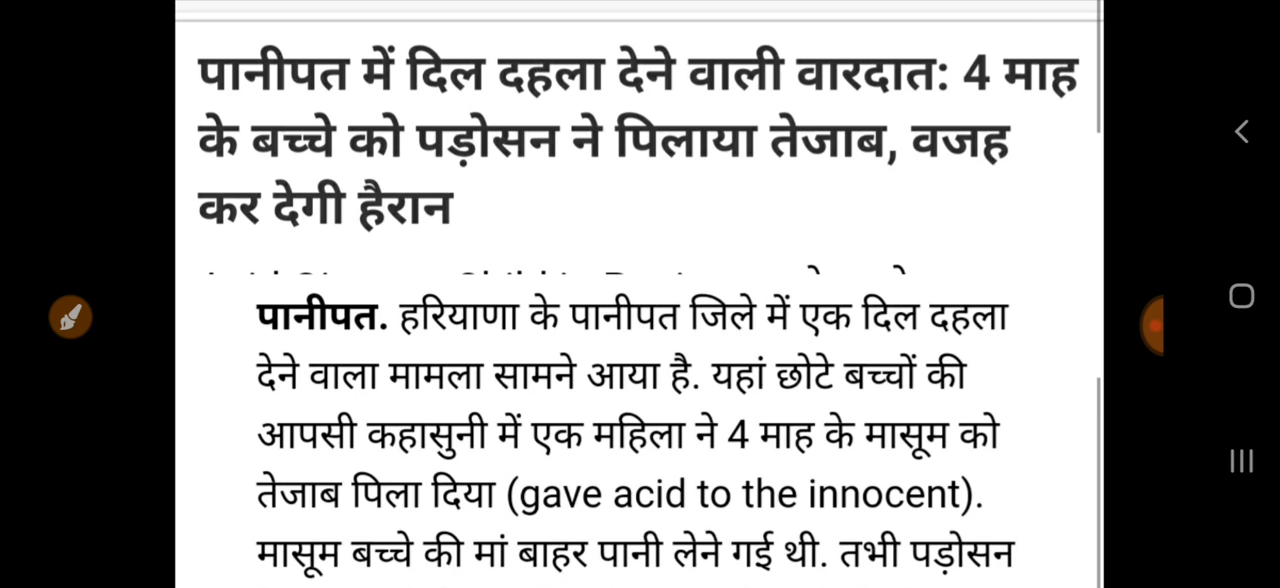 पानीपत में दिल दहला देने वाली वारदात: 4 माह
के बच्चे को पड़ोसन ने पिलाया तेजाब, वजह
कर देगी हैरान
पानीपत. हरियाणा के पानीपत जिले में एक दिल दहला
देने वाला मामला सामने आया है. यहां छोटे बच्चों की
आपसी कहासुनी में एक महिला ने 4 माह के मासूम को
तेजाब पिला दिया (gave acid to the innocent).
मासूम बच्चे की मां बाहर पानी लेने गई थी. तभी पड़ोसन